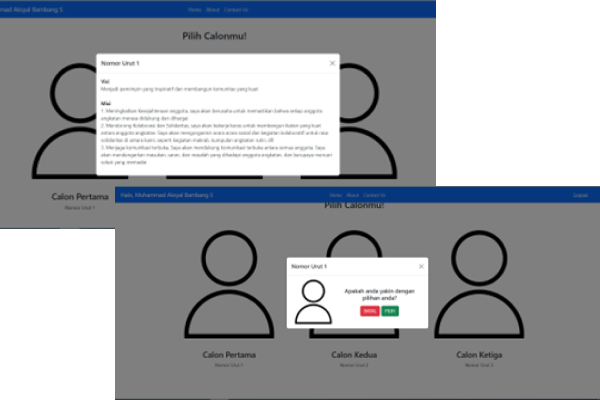 mad Aisyal Bambang S Home About Contact Us
Pilih Calonmu!
Nomor Urut 1
Visi
Menjadi pemimpin yang inspiratif dan membangun komunitas yang kuat
Misi
1. Meningkatkan Kesejahteraan anggota, saya akan berusaha untuk memastikan bahwa setiap anggota
angkatan merasa didukung dan dihargai
2. Mendorong Kolaborasi dan Solidaritas, saya akan bekerja keras untuk membangun ikatan yang kuat
antara anggota angkatan. Saya akan mengorganisir acara-acara sosial dan kegiatan kolaboratif untuk rasa
solidaritas di antara kami, seperti kegiatan makrab, kumpulan angkatan rutin, dll
3. Menjaga komunikasi terbuka, Saya akan mendorong komunikasi terbuka antara semua anggota. Saya
akan mendengarkan masukan, saran, dan masalah yang dihadapi anggota angkatan, dan berupaya mencari
solusi yang memadai
Calon Pertama
Nomor Urut 1
Halo, Muhammad Aisyal Bambang S Home About Contact Us Logout
Pilih Calonmu!
Nomor Urut 1
Apakah anda yakin dengan
pilihan anda?
BATAL PILIH
Calon Pertama Calon Kedua Calon Ketiga
Nomor Urut 1 Nomor Urut 2 Nomor Urut 3